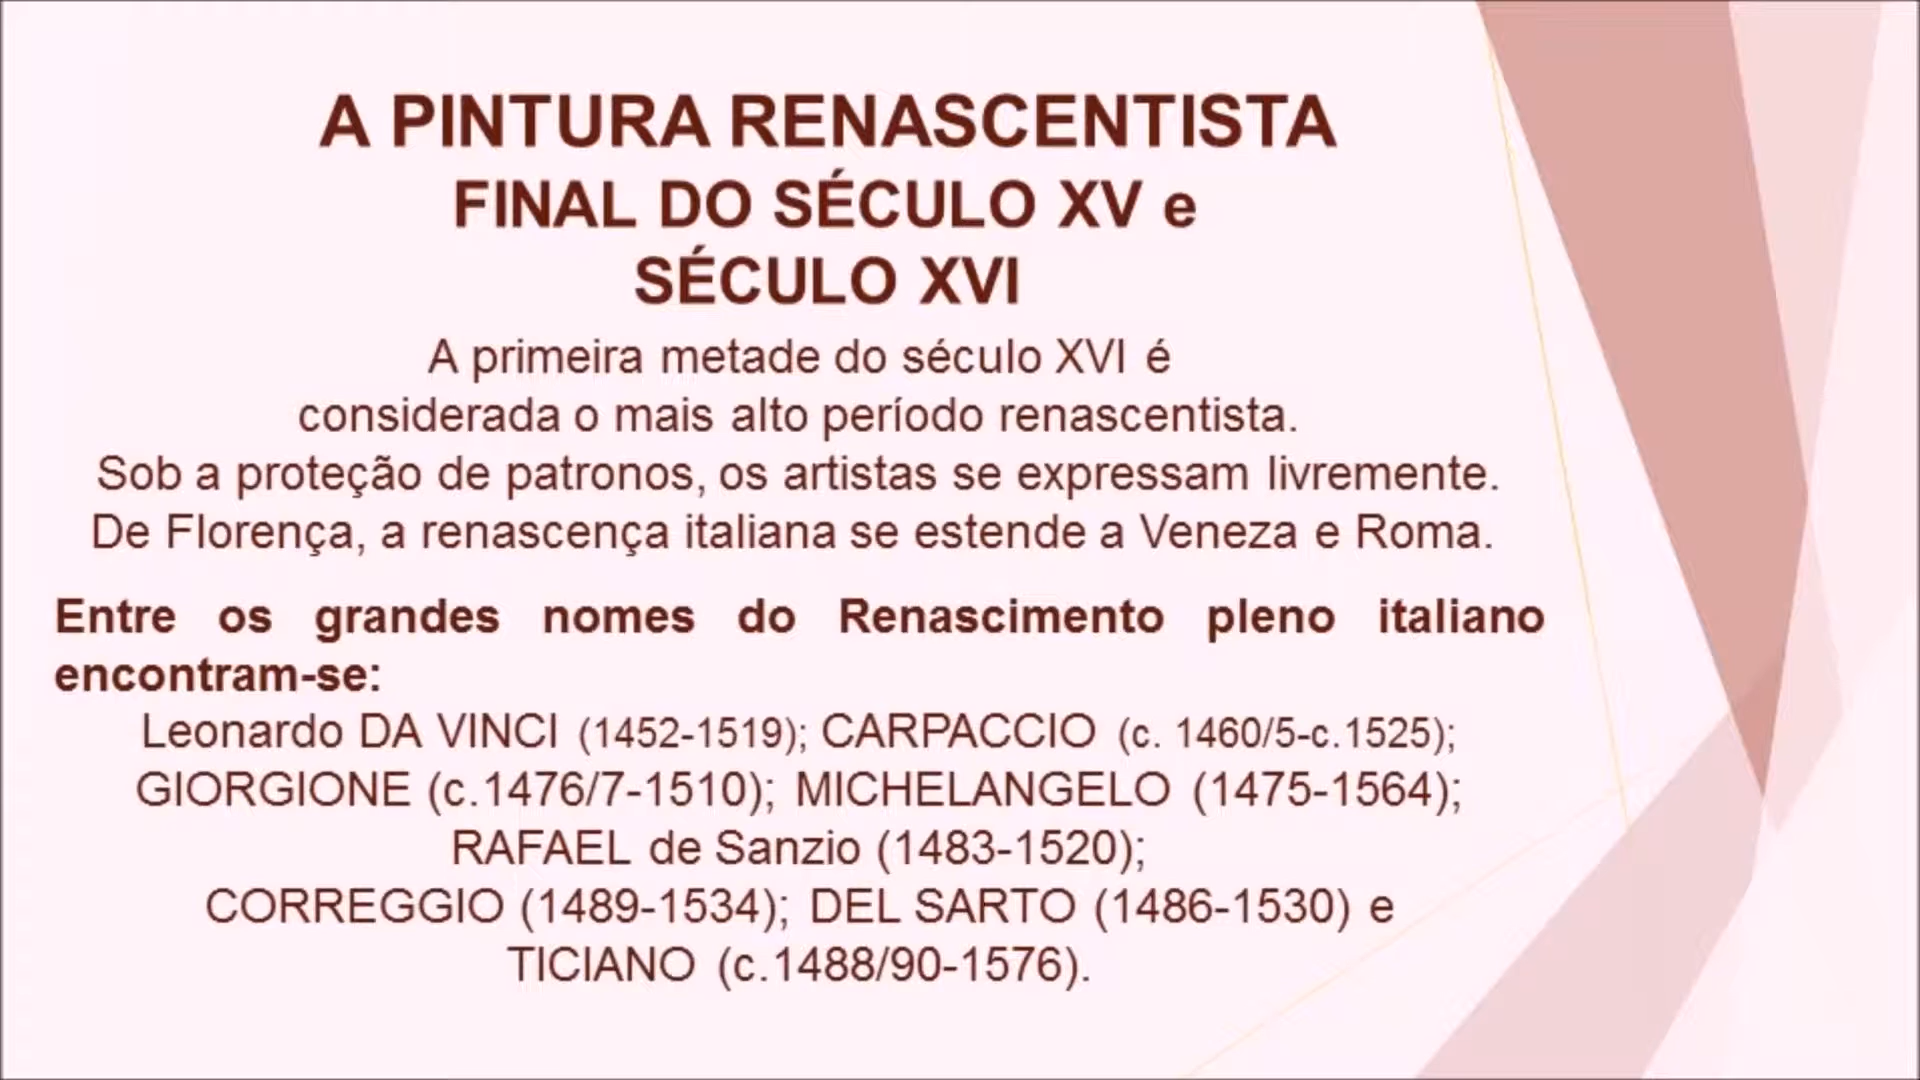 A PINTURA RENASCENTISTA
FINAL DO SÉCULO XV e
SÉCULO XVI
A primeira metade do século XVI é
considerada o mais alto período renascentista.
Sob a proteção de patronos, os artistas se expressam livremente.
De Florença, a renascença italiana se estende a Veneza e Roma.
Entre os grandes nomes do Renascimento pleno italiano
encontram-se:
Leonardo DA VINCI (1452-1519); CARPACCIO (c. 1460/5-c.1525);
GIORGIONE (c.1476/7-1510); MICHELANGELO (1475-1564);
RAFAEL de Sanzio (1483-1520);
CORREGGIO (1489-1534); DEL SARTO (1486-1530) e
TICIANO (c.1488/90-1576).